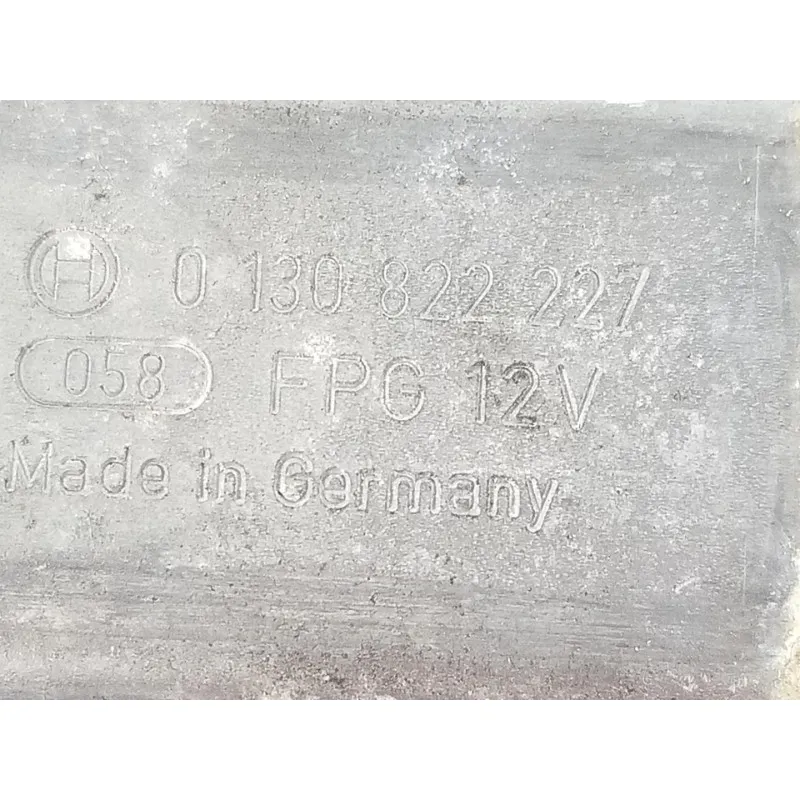 0 130 822 227
058 FPG 12V
Made in Germany